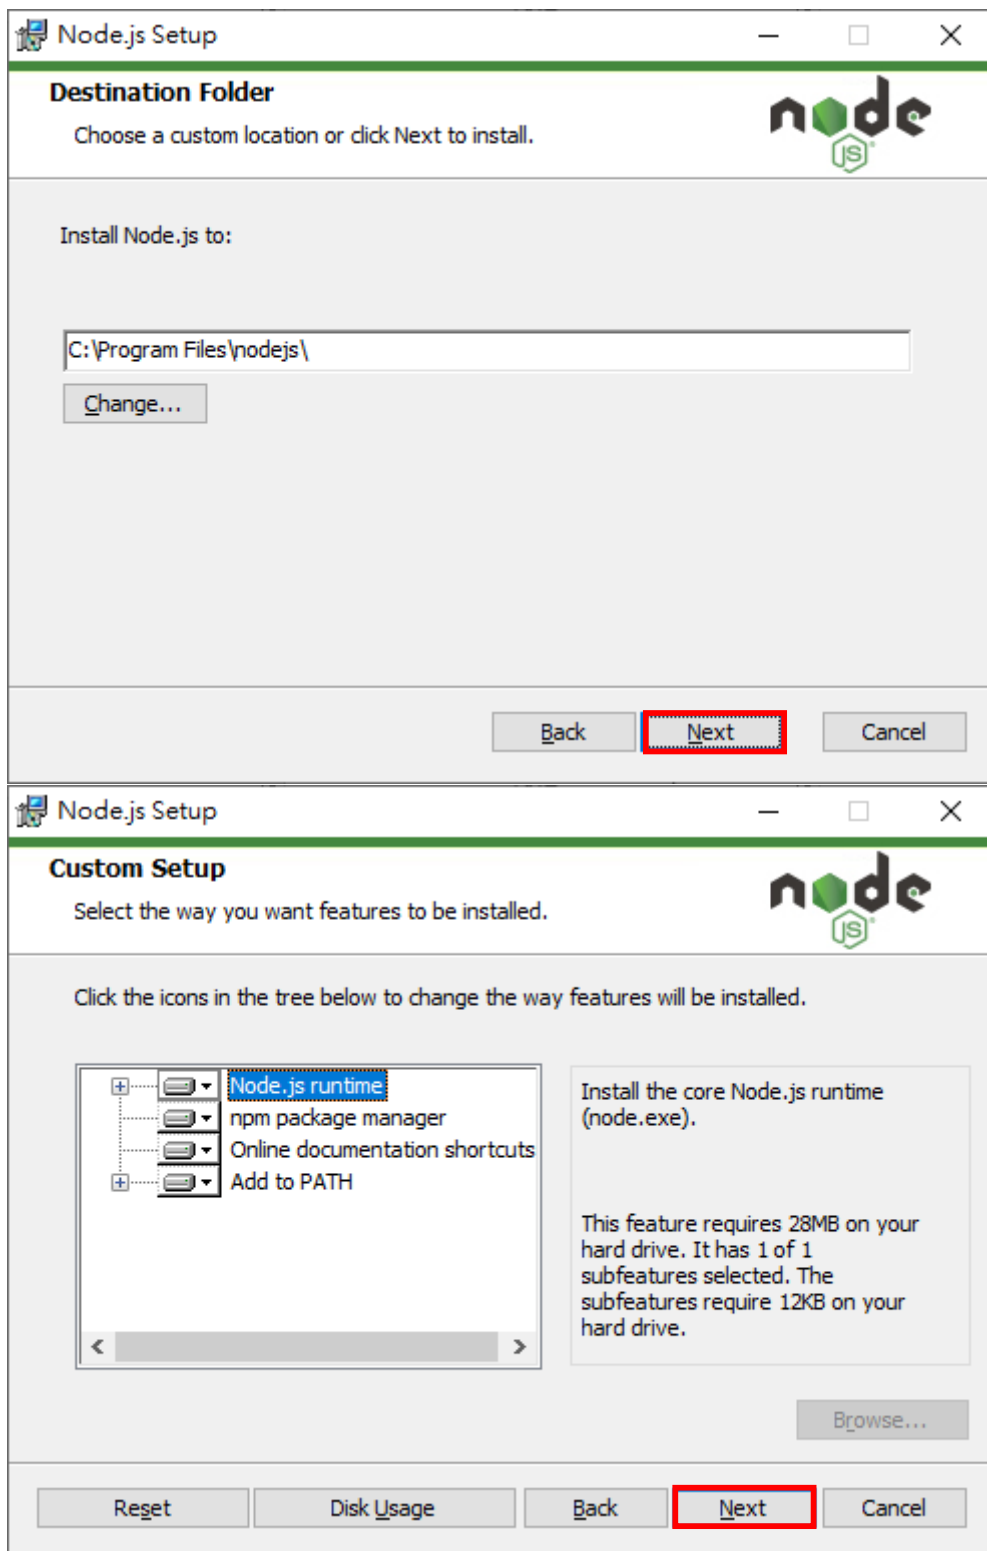 Node.js Setup
Destination Folder
Choose a custom location or click Next to install.
node
JS
Install Node.js to:
C:\Program Files\nodejs\
Change...
Back
Next
Cancel
Node.js Setup
Custom Setup
Select the way you want features to be installed.
node
JS
Click the icons in the tree below to change the way features will be installed.
Node.js runtime
npm package manager
Online documentation shortcuts
Add to PATH
Install the core Node.js runtime
(node.exe).
This feature requires 28MB on your
hard drive. It has 1 of 1
subfeatures selected. The
subfeatures require 12KB on your
hard drive.
Browse...
Reset
Disk Usage
Back
Next
Cancel